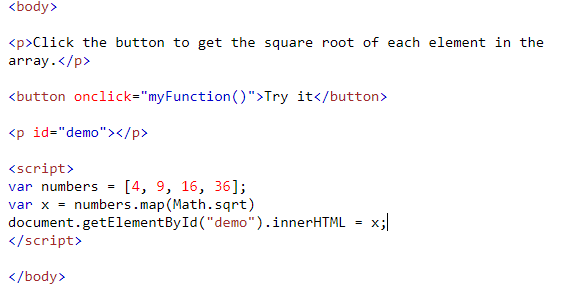 <body>
<p>Click the button to get the square root of each element in the
array.</p>
<button onclick="myFunction()">Try it</button>
<p id="demo"></p>
<script>
var numbers = [4, 9, 16, 36];
var x = numbers.map(Math.sqrt)
document.getElementById("demo").innerHTML = x;
</script>
</body>